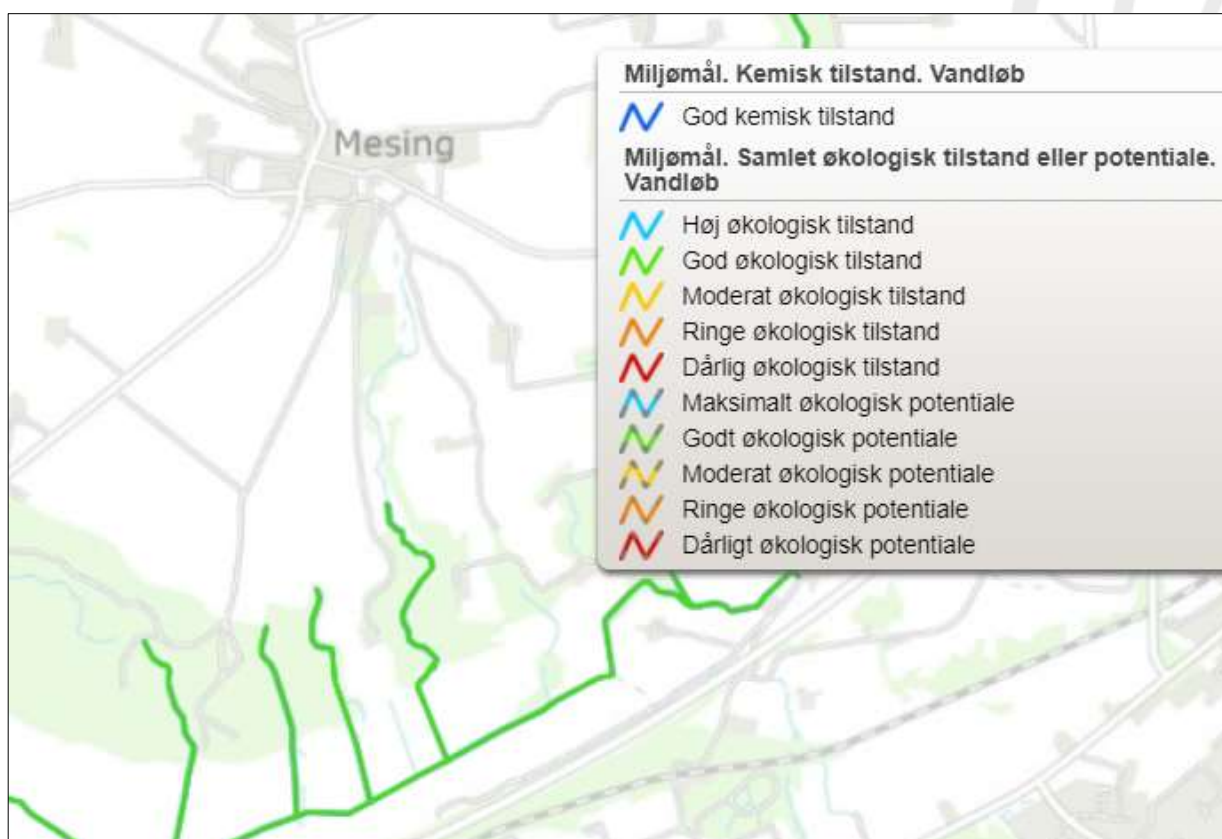 Miljømål. Kemisk tilstand. Vandløb
God kemisk tilstand
Mesing
Miljømål. Samlet økologisk tilstand eller potentiale.
Vandløb
Høj økologisk tilstand
God økologisk tilstand
Moderat økologisk tilstand
Ringe økologisk tilstand
Dårlig økologisk tilstand
Maksimalt økologisk potentiale
Godt økologisk potentiale
Moderat økologisk potentiale
Ringe økologisk potentiale
Dårligt økologisk potentiale